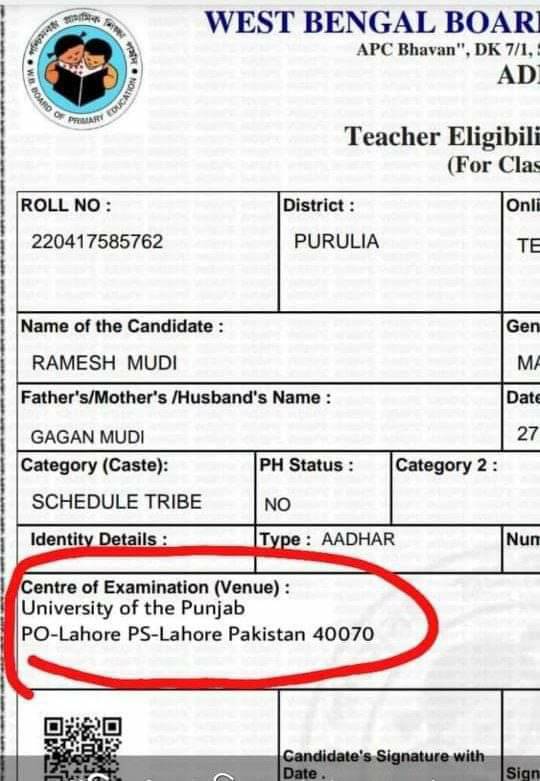 পশ্চিমবঙ্গ প্রাথমিক শিক্ষা পর্ষদ
W.B. BOARD OF PRIMARY EDUCATION
WEST BENGAL BOAR
APC Bhavan", DK 7/1,
AD
Teacher Eligibili
(For Clas
ROLL NO : District : Onli
220417585762 PURULIA TE
Name of the Candidate : Gen
RAMESH MUDI MA
Father's/Mother's /Husband's Name : Date
GAGAN MUDI 27
Category (Caste): PH Status : Category 2 :
SCHEDULE TRIBE NO
Identity Details : Type : AADHAR Num
Centre of Examination (Venue) :
University of the Punjab
PO-Lahore PS-Lahore Pakistan 40070
Candidate's Signature with
Date . Sign